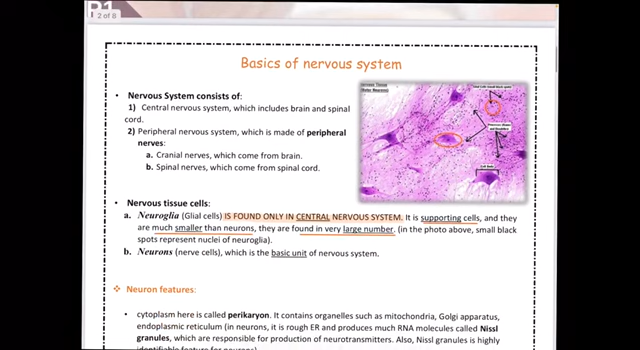 2 of 8
Basics of nervous system
• Nervous System consists of:
1) Central nervous system, which includes brain and spinal
cord.
2) Peripheral nervous system, which is made of peripheral
nerves:
a. Cranial nerves, which come from brain.
b. Spinal nerves, which come from spinal cord.
• Nervous tissue cells:
a. Neuroglia (Glial cells) IS FOUND ONLY IN CENTRAL NERVOUS SYSTEM. It is supporting cells, and they
are much smaller than neurons, they are found in very large number. (in the photo above, small black
spots represent nuclei of neuroglia).
b. Neurons (nerve cells), which is the basic unit of nervous system.
❖ Neuron features:
• cytoplasm here is called perikaryon. It contains organelles such as mitochondria, Golgi apparatus,
endoplasmic reticulum (in neurons, it is rough ER and produces much RNA molecules called Nissl
granules, which are responsible for production of neurotransmitters. Also, Nissl granules is highly
identifiable feature for neurons)